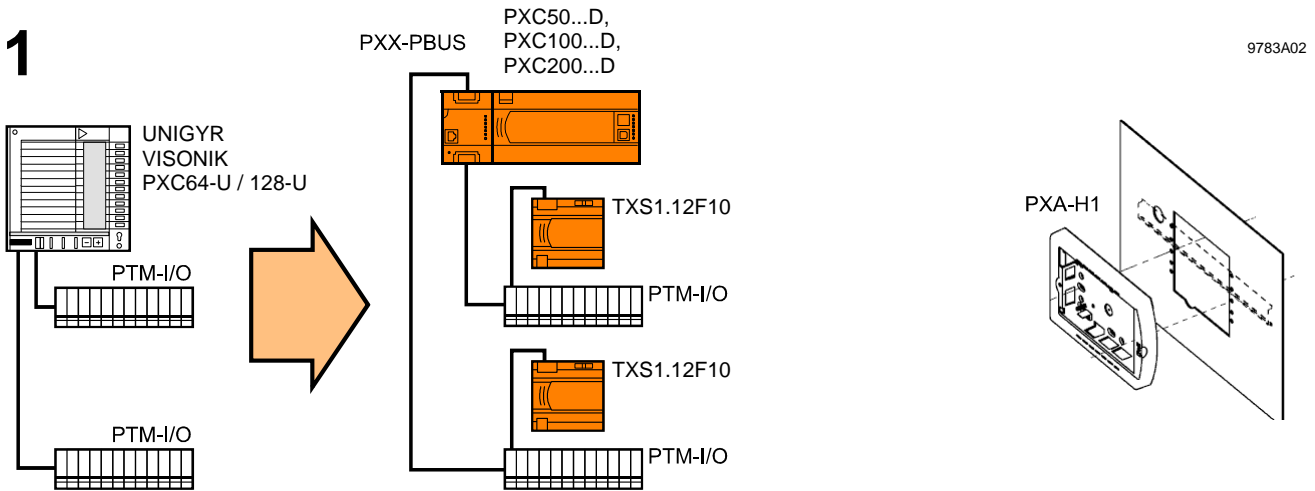 1
PXX-PBUS
PXC50...D,
PXC100...D,
PXC200...D
9783A02
UNIGYR
VISONIK
PXC64-U / 128-U
PTM-I/O
PTM-I/O
TXS1.12F10
PTM-I/O
TXS1.12F10
PTM-I/O
PXA-H1